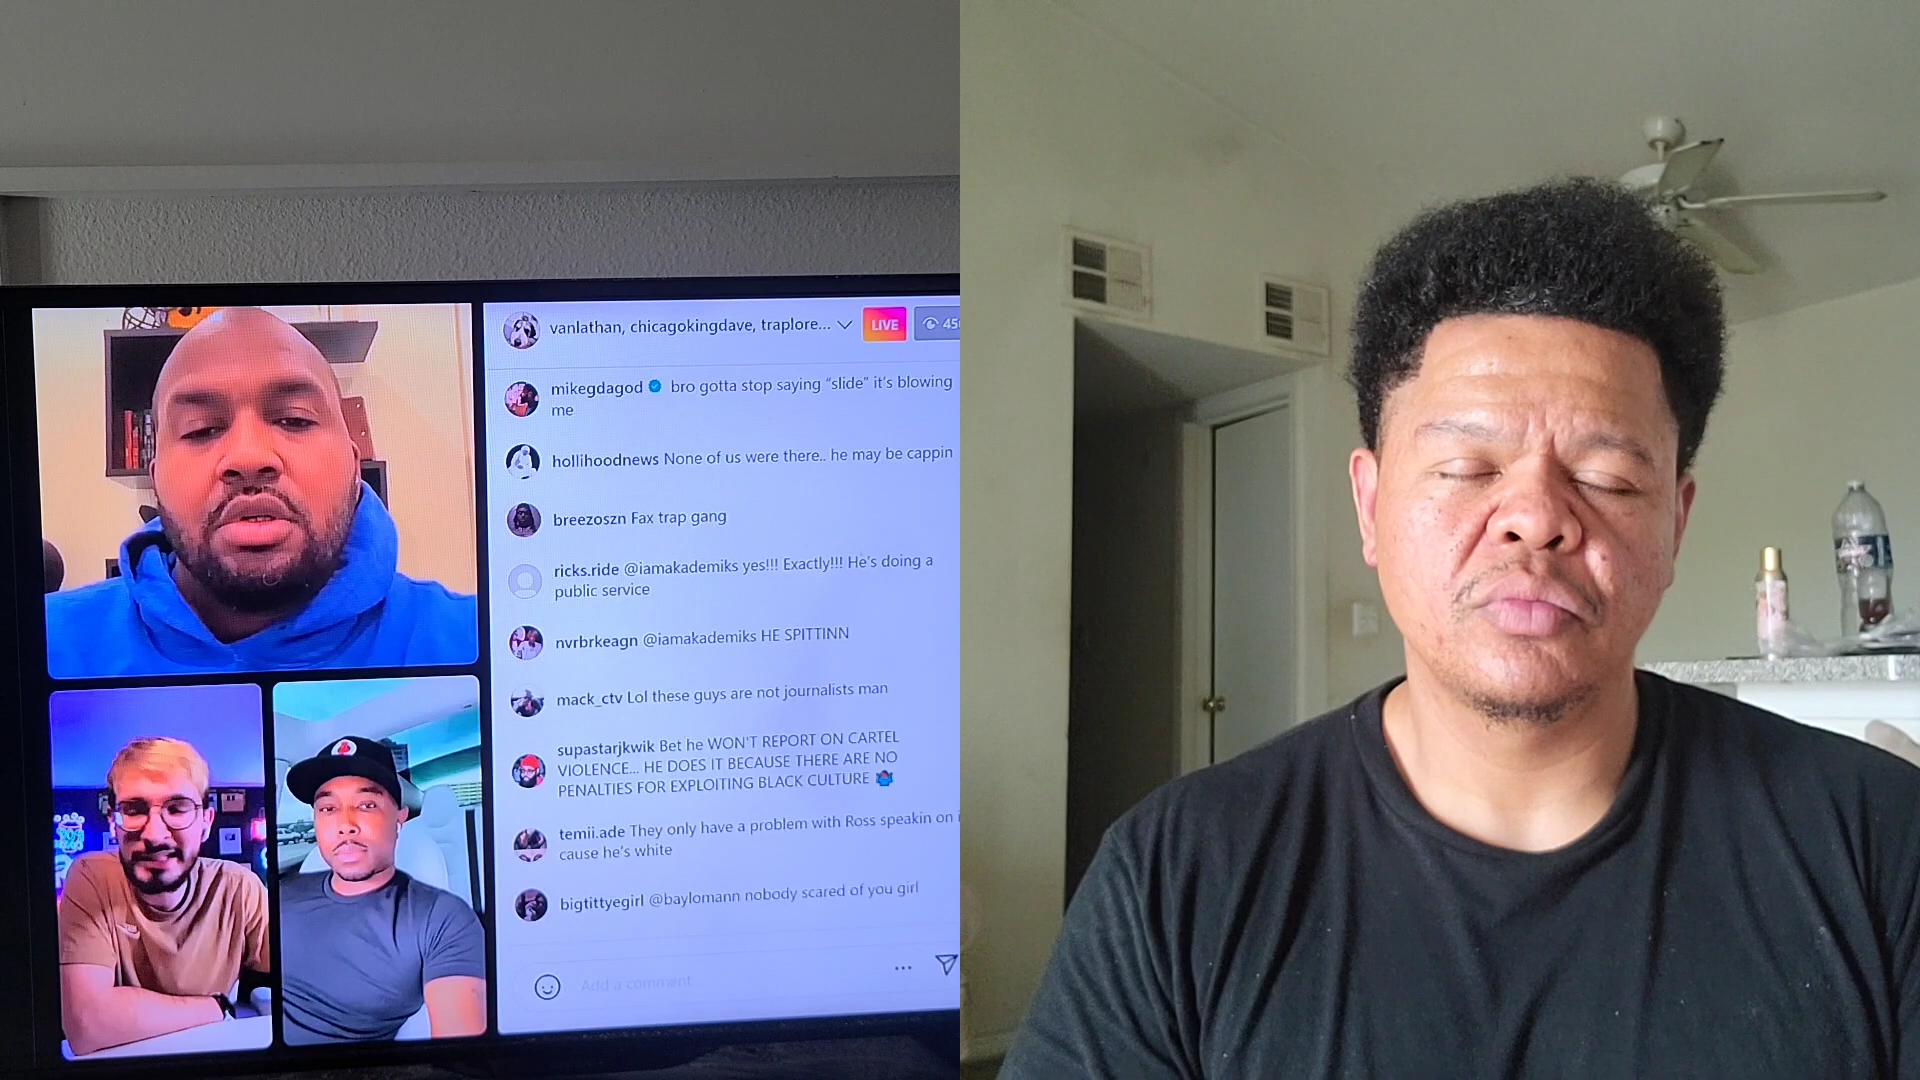 vanlathan, chicagokingdave, traplore...
LIVE
45
mikegdagod bro gotta stop saying “slide” it's blowing
me
hollihoodnews None of us were there.. he may be cappin
breezoszn Fax trap gang
ricks.ride @iamakademiks yes!!! Exactly!!! He's doing a
public service
nvrbrkeagn @iamakademiks HE SPITTINN
mack_ctv Lol these guys are not journalists man
supastarjkwik Bet he WON'T REPORT ON CARTEL
VIOLENCE... HE DOES IT BECAUSE THERE ARE NO
PENALTIES FOR EXPLOITING BLACK CULTURE
temii.ade They only have a problem with Ross speakin on
cause he's white
bigtittyegirl @baylomann nobody scared of you girl
Add a comment